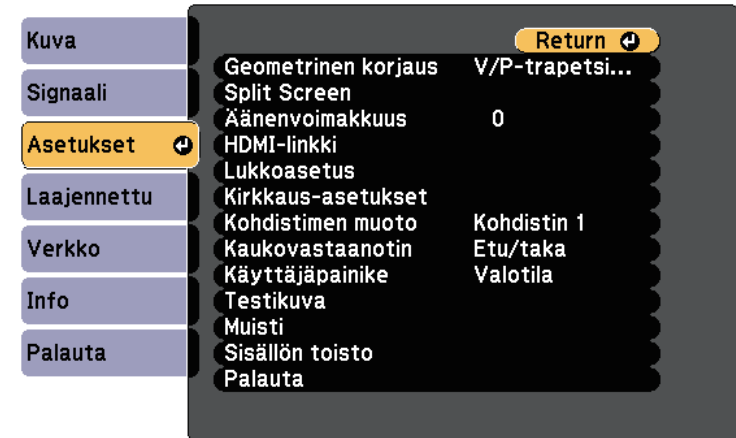 Kuva
Signaali
Asetukset
Laajennettu
Verkko
Info
Palauta
Return
Geometrinen korjaus V/P-trapetsi...
Split Screen
Äänenvoimakkuus 0
HDMI-linkki
Lukkoasetus
Kirkkaus-asetukset
Kohdistimen muoto Kohdistin 1
Kaukovastaanotin Etu/taka
Käyttäjäpainike Valotila
Testikuva
Muisti
Sisällön toisto
Palauta